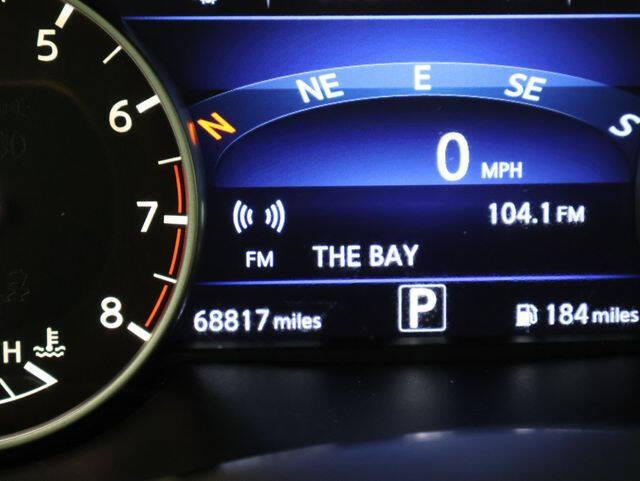 5
6
7
8
H
N NE E SE S
0 MPH
104.1 FM
FM THE BAY
68817 miles
P
184 miles